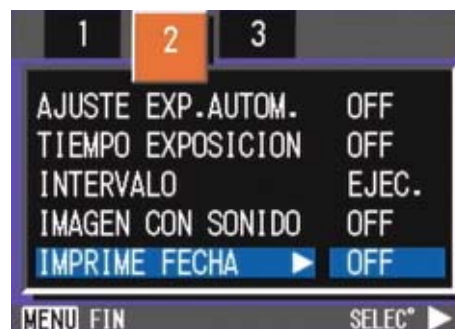 1 2 3
AJUSTE EXP.AUTOM. OFF
TIEMPO EXPOSICION OFF
INTERVALO EJEC.
IMAGEN CON SONIDO OFF
IMPRIME FECHA ▶ OFF
MENU FIN SELEC° ▶